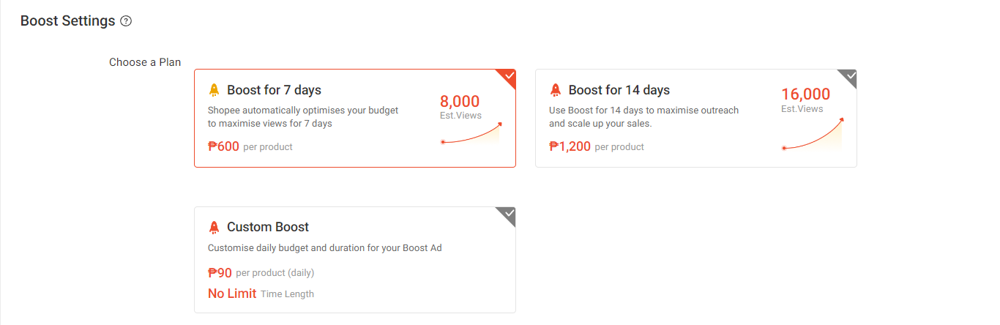 Boost Settings ?
Choose a Plan
Boost for 7 days
Shopee automatically optimises your budget
to maximise views for 7 days
₱600 per product
8,000
Est.Views
Boost for 14 days
Use Boost for 14 days to maximise outreach
and scale up your sales.
₱1,200 per product
16,000
Est.Views
Custom Boost
Customise daily budget and duration for your Boost Ad
₱90 per product (daily)
No Limit Time Length